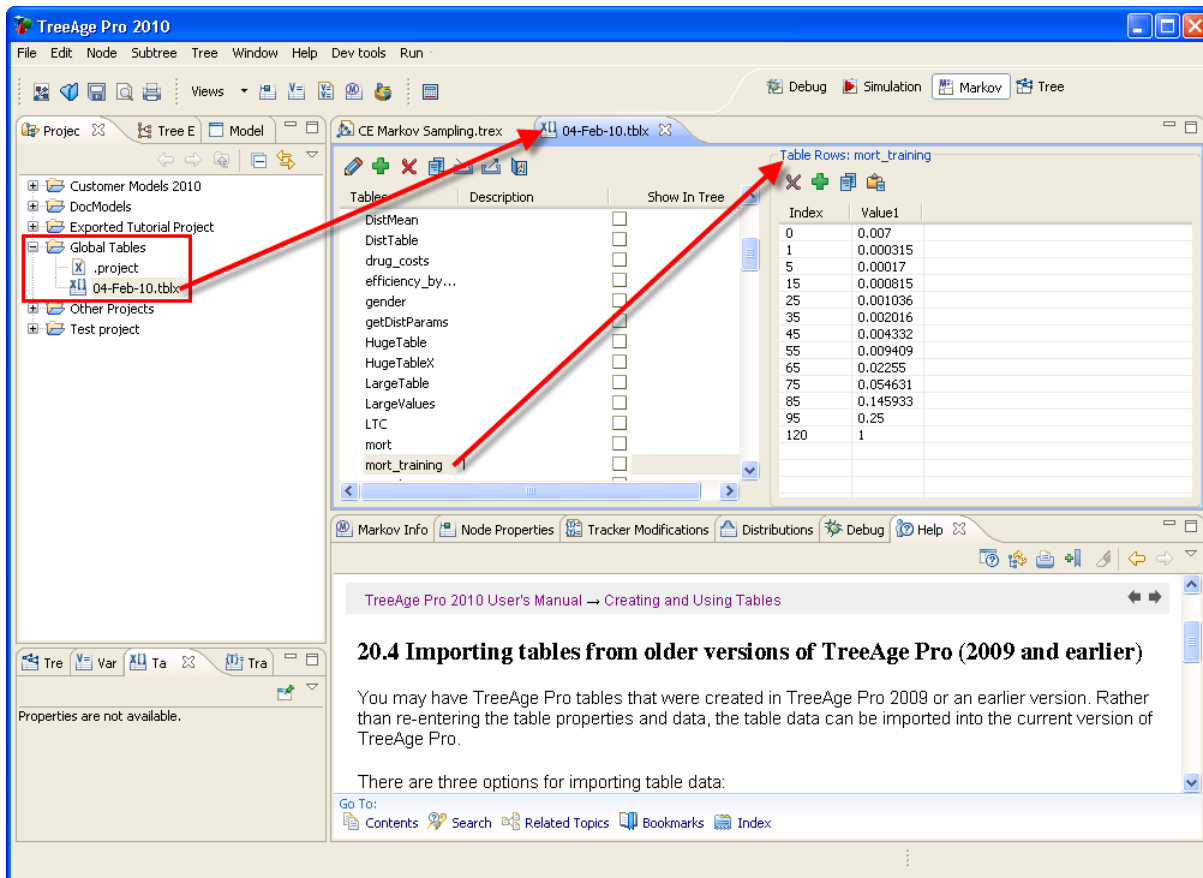 TreeAge Pro 2010
File Edit Node Subtree Tree Window Help Dev tools Run
Views
Debug Simulation Markov Tree
Projec Tree E Model
Customer Models 2010
DocModels
Exported Tutorial Project
Global Tables
.project
04-Feb-10.tblx
Other Projects
Test project
CE Markov Sampling.trex 04-Feb-10.tblx
Tables Description Show In Tree
DistMean
DistTable
drug_costs
efficiency_by...
gender
getDistParams
HugeTable
HugeTableX
LargeTable
LargeValues
LTC
mort
mort_training
Table Rows: mort_training
Index Value1
0 0.007
1 0.000315
5 0.00017
15 0.000815
25 0.001036
35 0.002016
45 0.004332
55 0.009409
65 0.02255
75 0.054631
85 0.145933
95 0.25
120 1
Tre Var Ta Tra
Properties are not available.
Markov Info Node Properties Tracker Modifications Distributions Debug Help
TreeAge Pro 2010 User's Manual → Creating and Using Tables
20.4 Importing tables from older versions of TreeAge Pro (2009 and earlier)
You may have TreeAge Pro tables that were created in TreeAge Pro 2009 or an earlier version. Rather
than re-entering the table properties and data, the table data can be imported into the current version of
TreeAge Pro.
There are three options for importing table data:
Go To:
Contents Search Related Topics Bookmarks Index